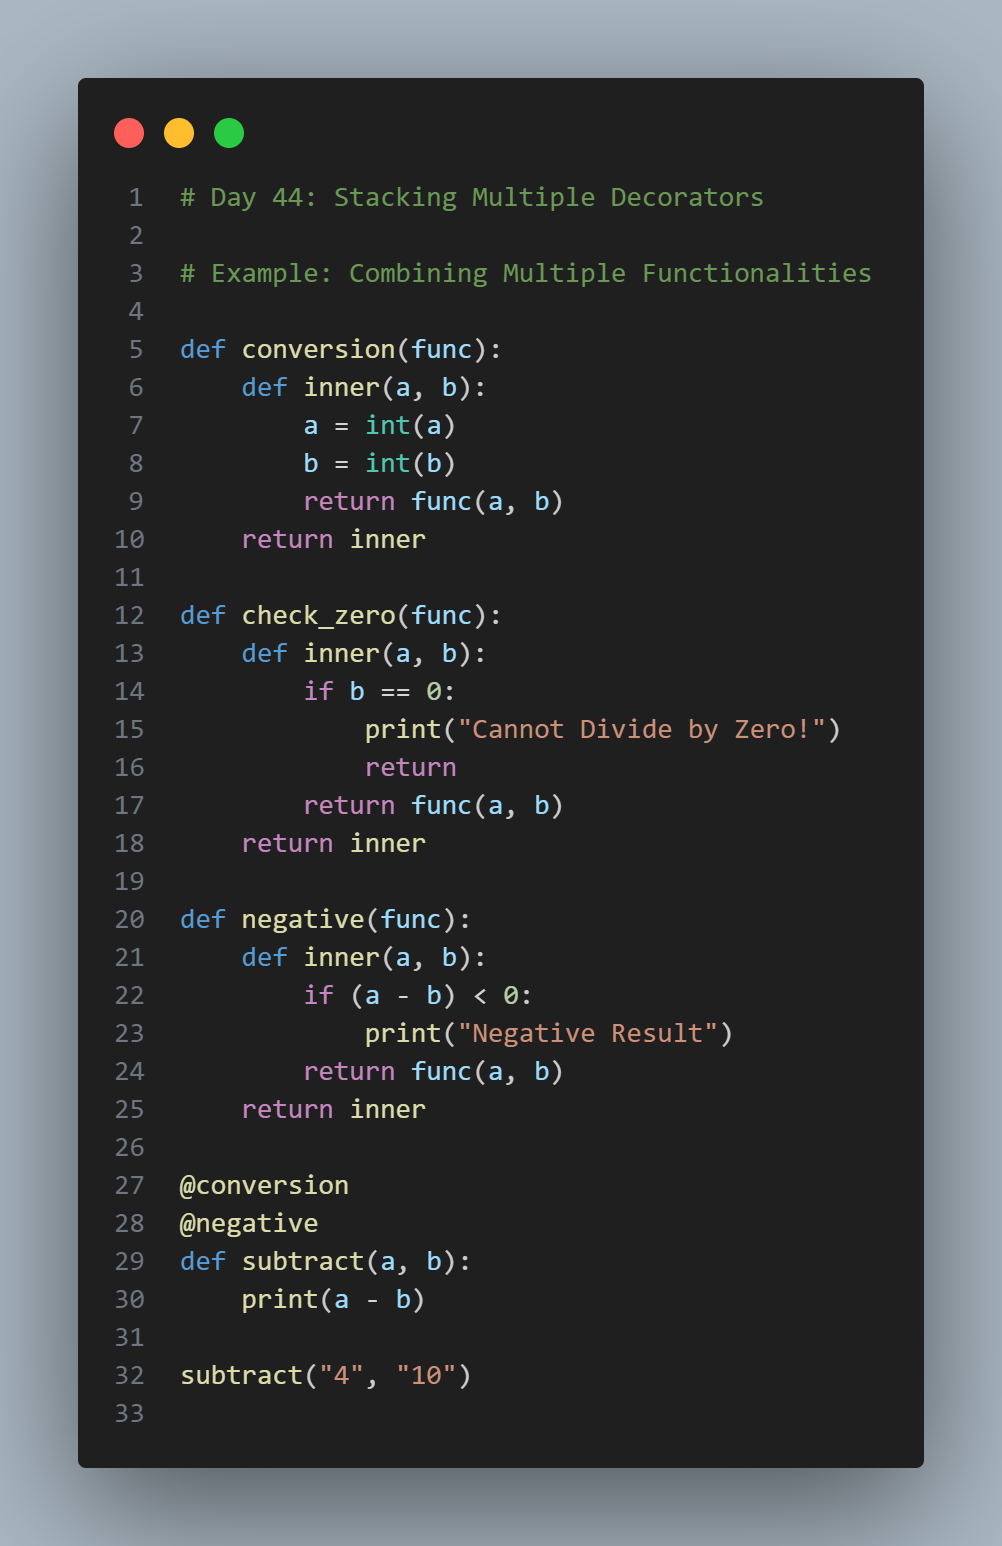 1 # Day 44: Stacking Multiple Decorators
2
3 # Example: Combining Multiple Functionalities
4
5 def conversion(func):
6     def inner(a, b):
7         a = int(a)
8         b = int(b)
9         return func(a, b)
10     return inner
11
12 def check_zero(func):
13     def inner(a, b):
14         if b == 0:
15             print("Cannot Divide by Zero!")
16             return
17         return func(a, b)
18     return inner
19
20 def negative(func):
21     def inner(a, b):
22         if (a - b) < 0:
23             print("Negative Result")
24         return func(a, b)
25     return inner
26
27 @conversion
28 @negative
29 def subtract(a, b):
30     print(a - b)
31
32 subtract("4", "10")
33